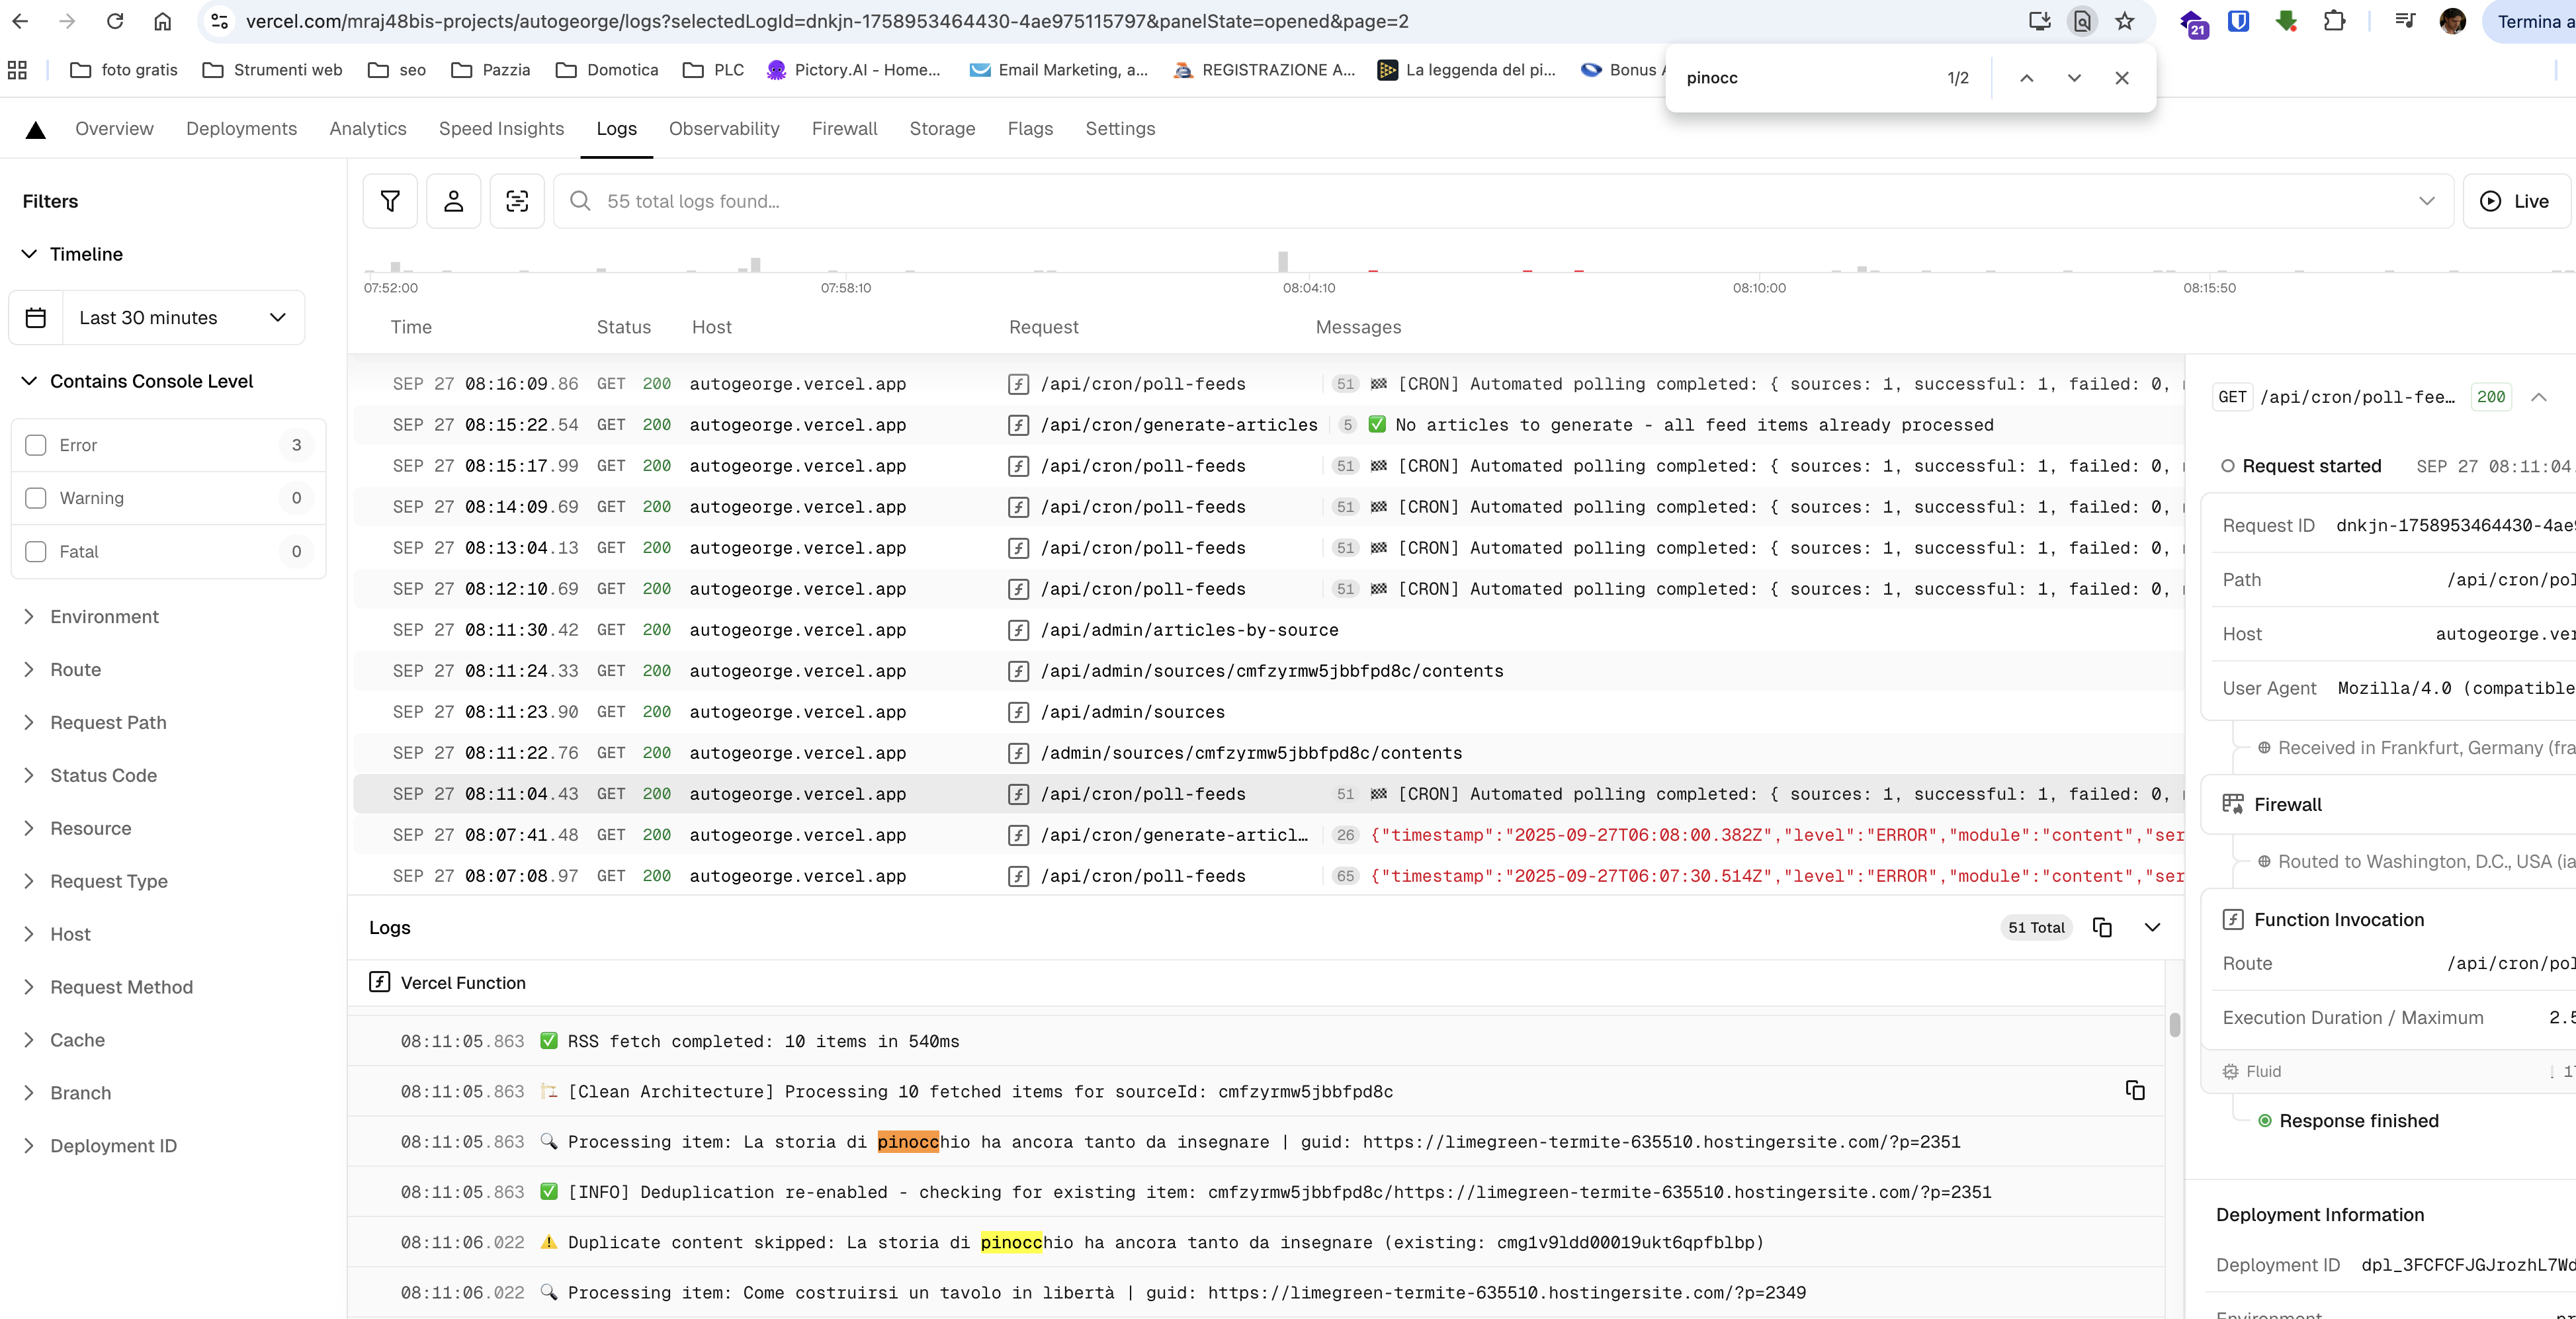 vercel.com/mraj48bis-projects/autogeorge/logs?selectedLogId=dnkjn-1758953464430-4ae975115797&panelState=opened&page=2
21
Termina a
foto gratis Strumenti web seo Pazzia Domotica PLC Pictory.AI - Home... Email Marketing, a... REGISTRAZIONE A... La leggenda del pi... Bonus
pinocc 1/2
Overview Deployments Analytics Speed Insights Logs Observability Firewall Storage Flags Settings
Filters
Timeline
Last 30 minutes
Contains Console Level
Error 3
Warning 0
Fatal 0
Environment
Route
Request Path
Status Code
Resource
Request Type
Host
Request Method
Cache
Branch
Deployment ID
55 total logs found...
Live
07:52:00 07:58:10 08:04:10 08:10:00 08:15:50
Time Status Host Request Messages
SEP 27 08:16:09.86 GET 200 autogeorge.vercel.app /api/cron/poll-feeds 51 🏁 [CRON] Automated polling completed: { sources: 1, successful: 1, failed: 0,
SEP 27 08:15:22.54 GET 200 autogeorge.vercel.app /api/cron/generate-articles 5 ✅ No articles to generate - all feed items already processed
SEP 27 08:15:17.99 GET 200 autogeorge.vercel.app /api/cron/poll-feeds 51 🏁 [CRON] Automated polling completed: { sources: 1, successful: 1, failed: 0,
SEP 27 08:14:09.69 GET 200 autogeorge.vercel.app /api/cron/poll-feeds 51 🏁 [CRON] Automated polling completed: { sources: 1, successful: 1, failed: 0,
SEP 27 08:13:04.13 GET 200 autogeorge.vercel.app /api/cron/poll-feeds 51 🏁 [CRON] Automated polling completed: { sources: 1, successful: 1, failed: 0,
SEP 27 08:12:10.69 GET 200 autogeorge.vercel.app /api/cron/poll-feeds 51 🏁 [CRON] Automated polling completed: { sources: 1, successful: 1, failed: 0,
SEP 27 08:11:30.42 GET 200 autogeorge.vercel.app /api/admin/articles-by-source
SEP 27 08:11:24.33 GET 200 autogeorge.vercel.app /api/admin/sources/cmfzyrmw5jbbfpd8c/contents
SEP 27 08:11:23.90 GET 200 autogeorge.vercel.app /api/admin/sources
SEP 27 08:11:22.76 GET 200 autogeorge.vercel.app /admin/sources/cmfzyrmw5jbbfpd8c/contents
SEP 27 08:11:04.43 GET 200 autogeorge.vercel.app /api/cron/poll-feeds 51 🏁 [CRON] Automated polling completed: { sources: 1, successful: 1, failed: 0,
SEP 27 08:07:41.48 GET 200 autogeorge.vercel.app /api/cron/generate-articl... 26 {"timestamp":"2025-09-27T06:08:00.382Z","level":"ERROR","module":"content","ser
SEP 27 08:07:08.97 GET 200 autogeorge.vercel.app /api/cron/poll-feeds 65 {"timestamp":"2025-09-27T06:07:30.514Z","level":"ERROR","module":"content","ser
Logs 51 Total
Vercel Function
08:11:05.863 ✅ RSS fetch completed: 10 items in 540ms
08:11:05.863 🏗️ [Clean Architecture] Processing 10 fetched items for sourceId: cmfzyrmw5jbbfpd8c
08:11:05.863 🔍 Processing item: La storia di pinocchio ha ancora tanto da insegnare | guid: https://limegreen-termite-635510.hostingersite.com/?p=2351
08:11:05.863 ✅ [INFO] Deduplication re-enabled - checking for existing item: cmfzyrmw5jbbfpd8c/https://limegreen-termite-635510.hostingersite.com/?p=2351
08:11:06.022 ⚠️ Duplicate content skipped: La storia di pinocchio ha ancora tanto da insegnare (existing: cmg1v9ldd00019ukt6qpfblbp)
08:11:06.022 🔍 Processing item: Come costruirsi un tavolo in libertà | guid: https://limegreen-termite-635510.hostingersite.com/?p=2349
GET /api/cron/poll-fee... 200
Request started SEP 27 08:11:04
Request ID dnkjn-1758953464430-4ae
Path /api/cron/pol
Host autogeorge.ver
User Agent Mozilla/4.0 (compatible
Received in Frankfurt, Germany (fra
Firewall
Routed to Washington, D.C., USA (ia
Function Invocation
Route /api/cron/pol
Execution Duration / Maximum 2.5
Fluid
Response finished
Deployment Information
Deployment ID dpl_3FCFCFJGJrozhL7Wd